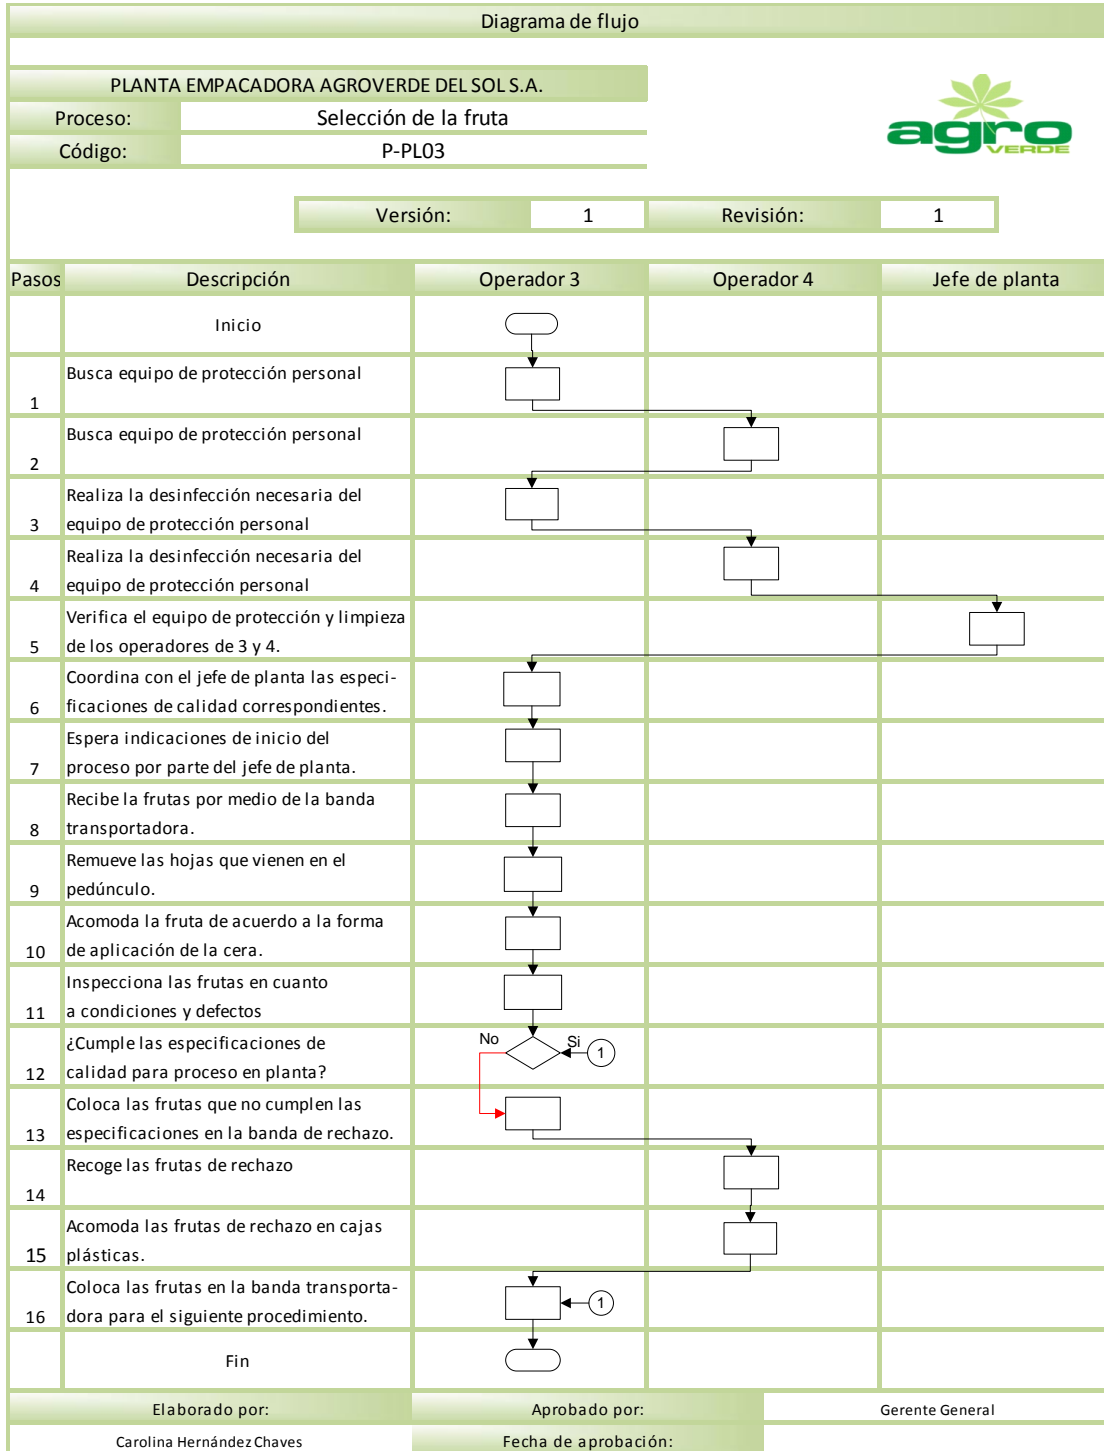 Diagrama de flujo
PLANTA EMPACADORA AGROVERDE DEL SOL S.A.
Proceso: Selección de la fruta
Código: P-PL03
agro
VERDE
Versión: 1 Revisión: 1
Pasos Descripción Operador 3 Operador 4 Jefe de planta
Inicio
Busca equipo de protección personal
1
Busca equipo de protección personal
2
Realiza la desinfección necesaria del
3 equipo de protección personal
Realiza la desinfección necesaria del
4 equipo de protección personal
Verifica el equipo de protección y limpieza
5 de los operadores de 3 y 4.
Coordina con el jefe de planta las especi-
6 ficaciones de calidad correspondientes.
Espera indicaciones de inicio del
7 proceso por parte del jefe de planta.
Recibe la frutas por medio de la banda
8 transportadora.
Remueve las hojas que vienen en el
9 pedúnculo.
Acomoda la fruta de acuerdo a la forma
10 de aplicación de la cera.
Inspecciona las frutas en cuanto
11 a condiciones y defectos
¿Cumple las especificaciones de No Si 1
12 calidad para proceso en planta?
Coloca las frutas que no cumplen las
13 especificaciones en la banda de rechazo.
Recoge las frutas de rechazo
14
Acomoda las frutas de rechazo en cajas
15 plásticas.
Coloca las frutas en la banda transporta- 1
16 dora para el siguiente procedimiento.
Fin
Elaborado por: Aprobado por: Gerente General
Carolina Hernández Chaves Fecha de aprobación: